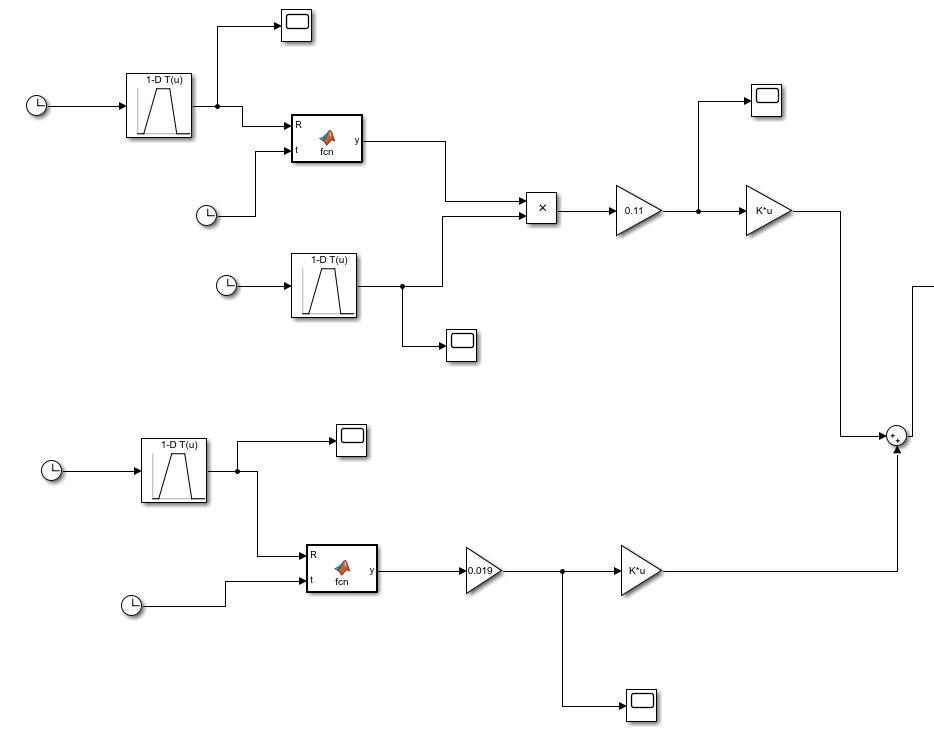 1-D T(u)
R
t
fcn
y
1-D T(u)
×
0.11
K*u
1-D T(u)
R
t
fcn
y
0.019
K*u
+
+